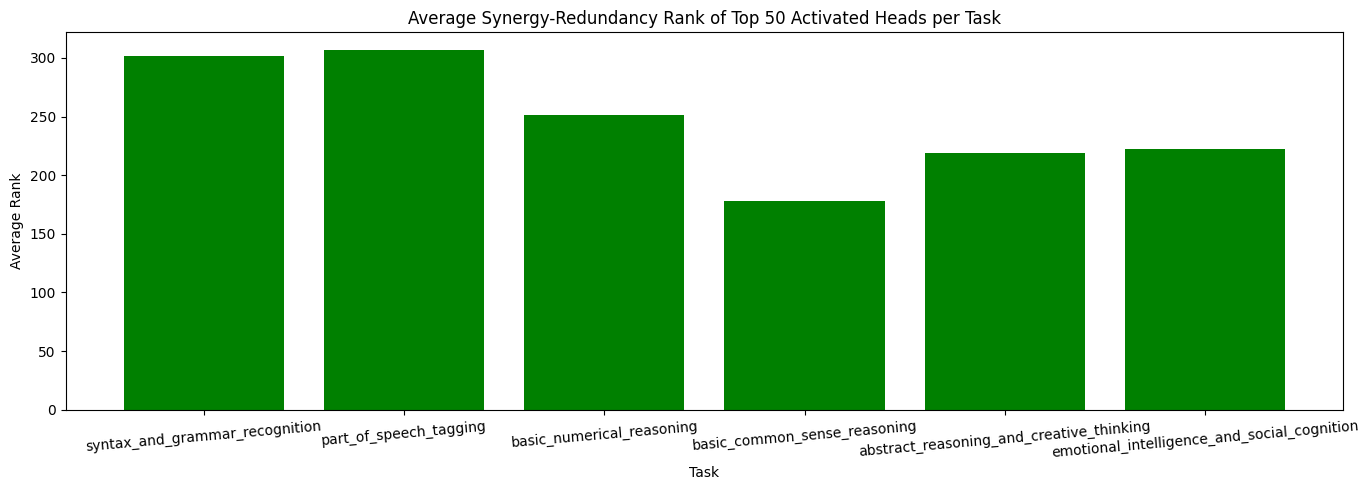 Average Synergy-Redundancy Rank of Top 50 Activated Heads per Task
300
250
200
150
100
50
0
Average Rank
syntax_and_grammar_recognition
part_of_speech_tagging
basic_numerical_reasoning
basic_common_sense_reasoning
abstract_reasoning_and_creative_thinking
emotional_intelligence_and_social_cognition
Task